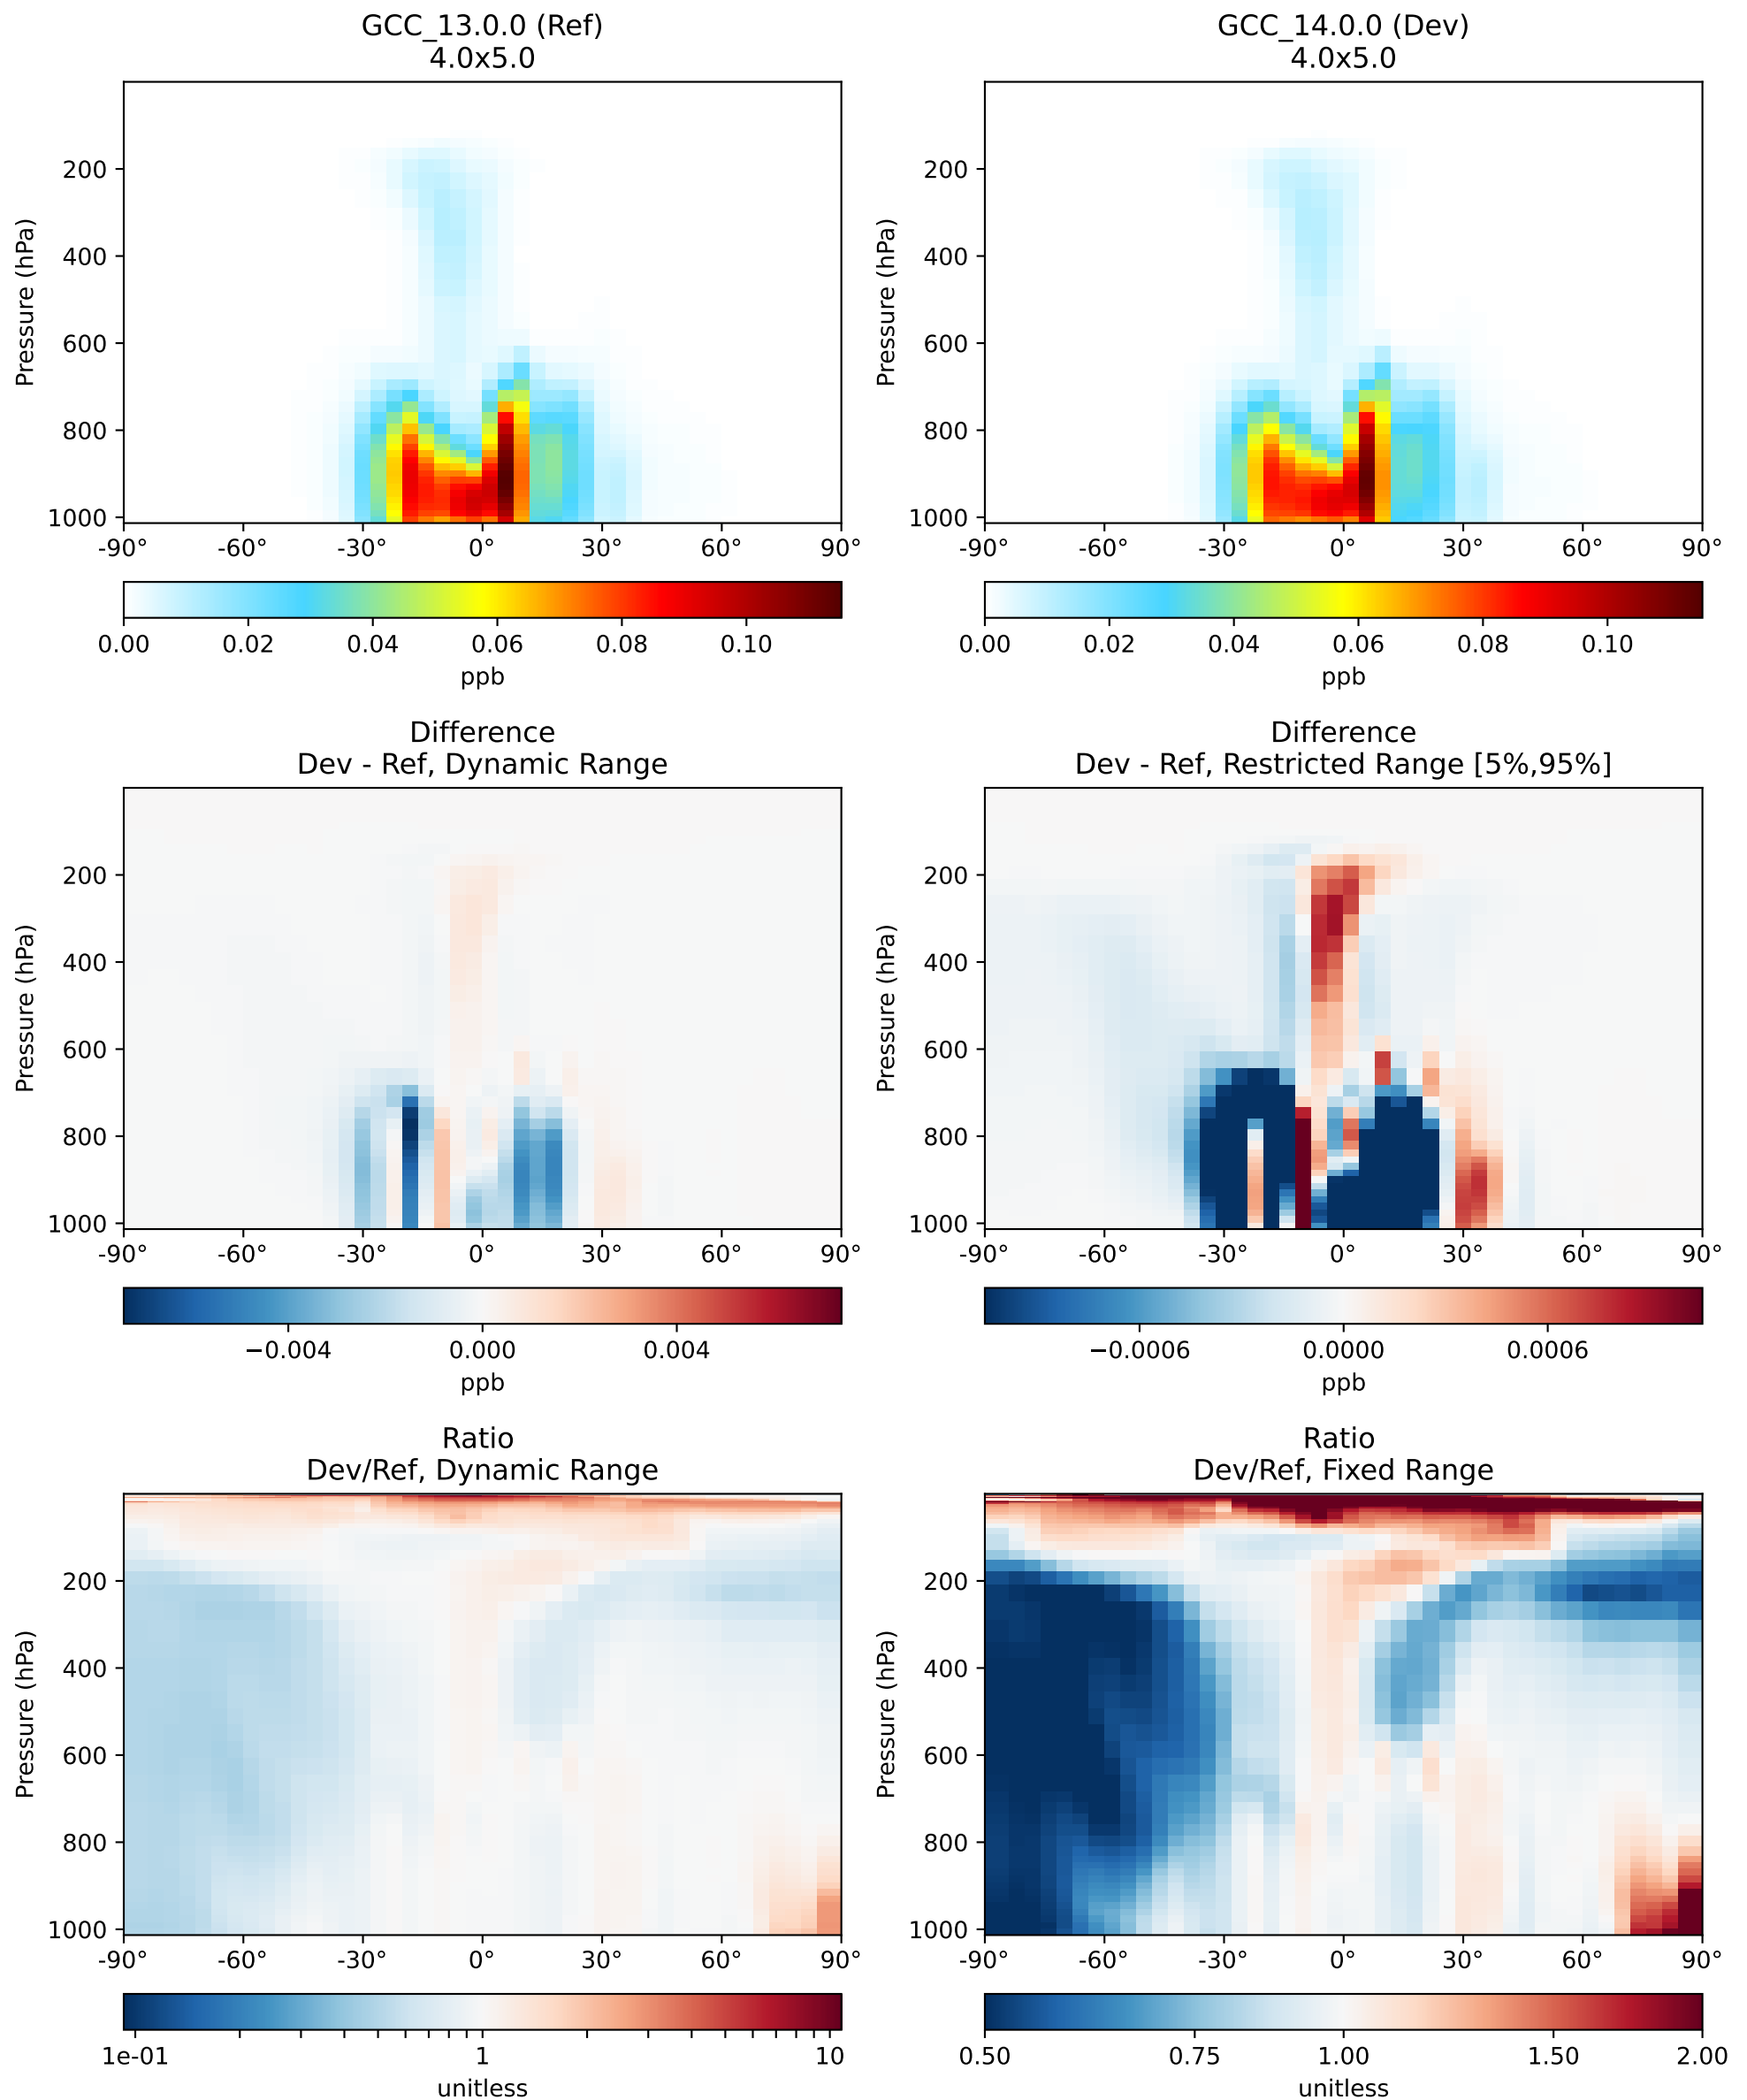 GCC_13.0.0 (Ref)
4.0x5.0
Pressure (hPa)
200
400
600
800
1000
-90° -60° -30° 0° 30° 60° 90°
0.00 0.02 0.04 0.06 0.08 0.10
ppb
GCC_14.0.0 (Dev)
4.0x5.0
Pressure (hPa)
200
400
600
800
1000
-90° -60° -30° 0° 30° 60° 90°
0.00 0.02 0.04 0.06 0.08 0.10
ppb
Difference
Dev - Ref, Dynamic Range
Pressure (hPa)
200
400
600
800
1000
-90° -60° -30° 0° 30° 60° 90°
−0.004 0.000 0.004
ppb
Difference
Dev - Ref, Restricted Range [5%,95%]
Pressure (hPa)
200
400
600
800
1000
-90° -60° -30° 0° 30° 60° 90°
−0.0006 0.0000 0.0006
ppb
Ratio
Dev/Ref, Dynamic Range
Pressure (hPa)
200
400
600
800
1000
-90° -60° -30° 0° 30° 60° 90°
1e-01 1 10
unitless
Ratio
Dev/Ref, Fixed Range
Pressure (hPa)
200
400
600
800
1000
-90° -60° -30° 0° 30° 60° 90°
0.50 0.75 1.00 1.50 2.00
unitless